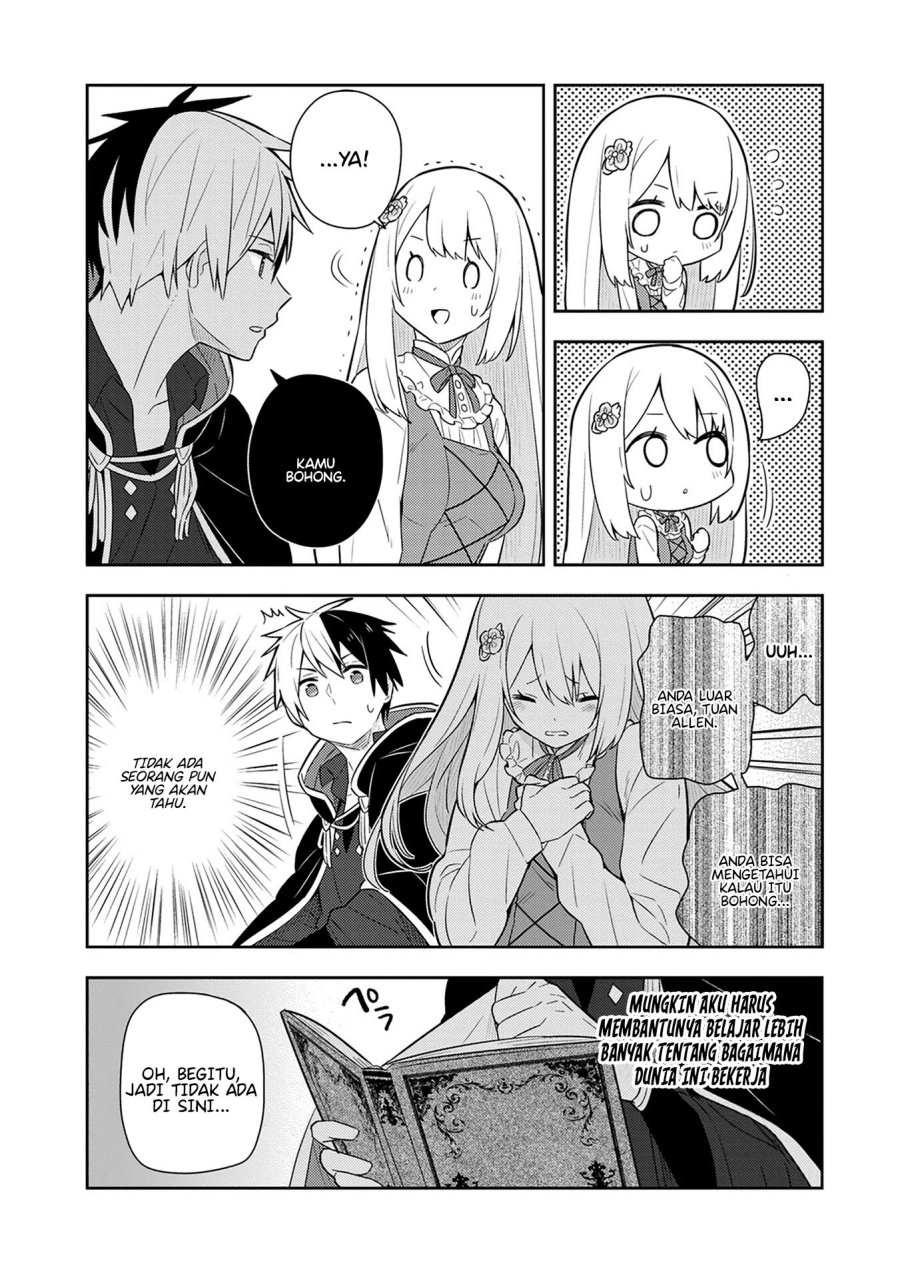 ...
...YA!
KAMU
BOHONG.
UUH...
ANDA LUAR
BIASA, TUAN
ALLEN.
ANDA BISA
MENGETAHUI
KALAU ITU
BOHONG...
TIDAK ADA
SEORANG PUN
YANG AKAN
TAHU.
MUNGKIN AKU HARUS
MEMBANTUNYA BELAJAR LEBIH
BANYAK TENTANG BAGAIMANA
DUNIA INI BEKERJA
ペラ
OH, BEGITU,
JADI TIDAK ADA
DI SINI...